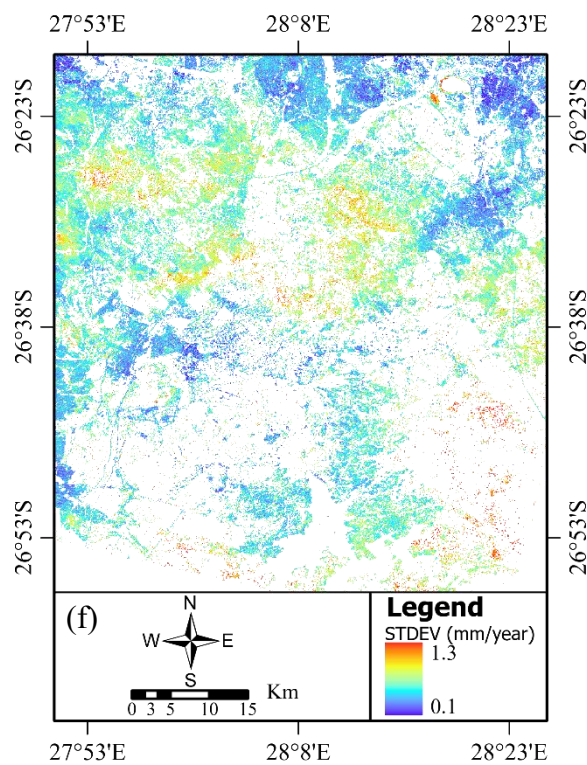 27°53'E 28°8'E 28°23'E
26°23'S 26°23'S
26°38'S 26°38'S
26°53'S 26°53'S
(f)
N
W E
S
Km
0 3 5 10 15
Legend
STDEV (mm/year)
1.3
0.1
27°53'E 28°8'E 28°23'E